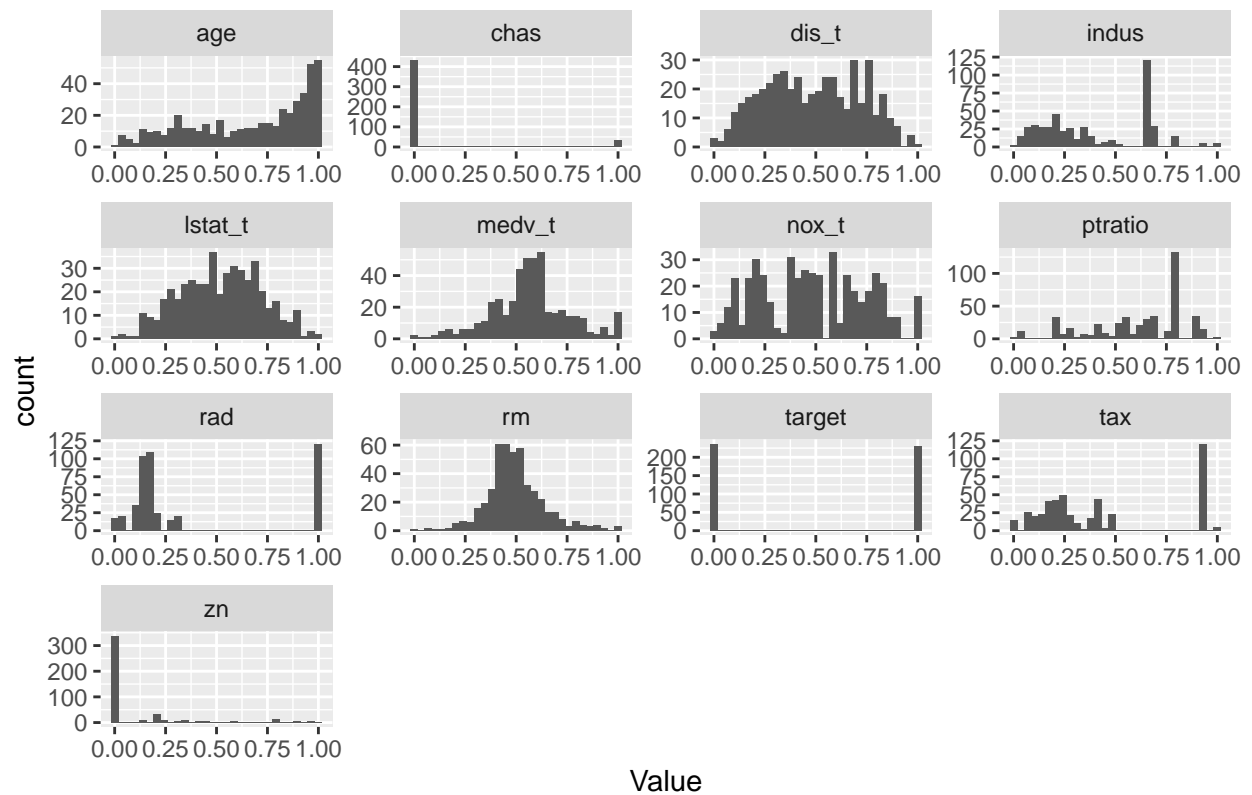 age chas dis_t indus
40 20 0 400 300 200 100 0 30 20 10 0 125 100 75 50 25 0
0.00 0.25 0.50 0.75 1.00 0.00 0.25 0.50 0.75 1.00 0.00 0.25 0.50 0.75 1.00 0.00 0.25 0.50 0.75 1.00
lstat_t medv_t nox_t ptratio
30 20 10 0 40 20 0 30 20 10 0 100 50 0
0.00 0.25 0.50 0.75 1.00 0.00 0.25 0.50 0.75 1.00 0.00 0.25 0.50 0.75 1.00 0.00 0.25 0.50 0.75 1.00
count
rad rm target tax
125 100 75 50 25 0 60 40 20 0 200 150 100 50 0 125 100 75 50 25 0
0.00 0.25 0.50 0.75 1.00 0.00 0.25 0.50 0.75 1.00 0.00 0.25 0.50 0.75 1.00 0.00 0.25 0.50 0.75 1.00
zn
300 200 100 0
0.00 0.25 0.50 0.75 1.00
Value